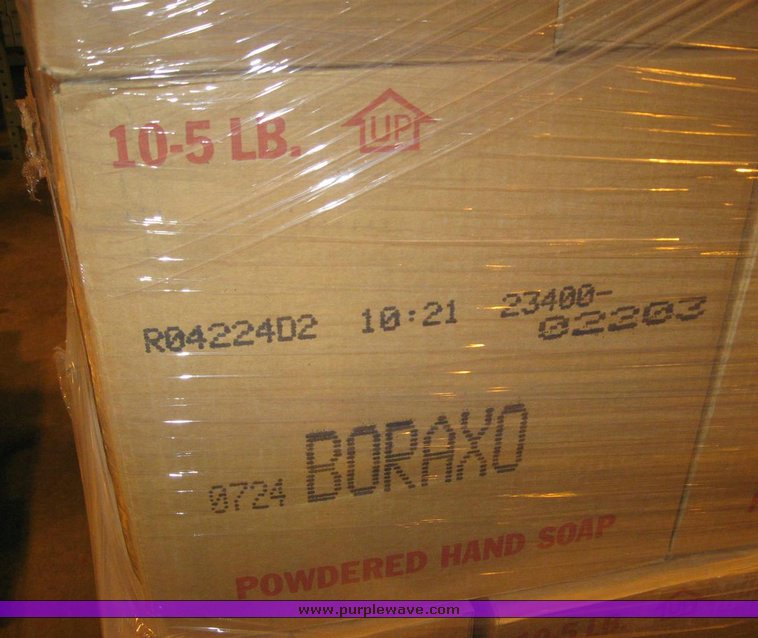 10-5 LB. UP
R04224D2 10:21 23400-
02203
0724 BORAXO
POWDERED HAND SOAP
www.purplewave.com